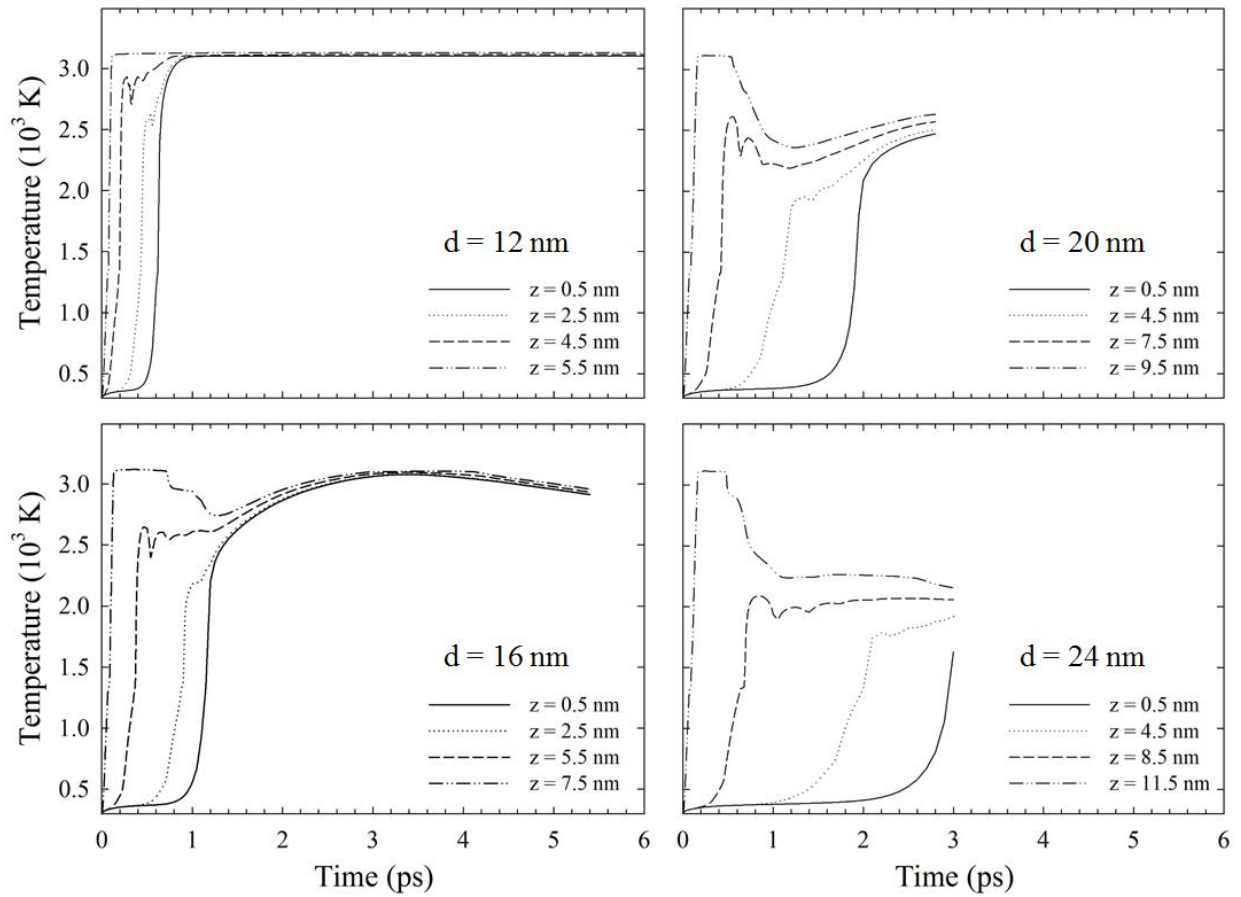 Temperature (10³ K)
3.0
2.5
2.0
1.5
1.0
0.5
d = 12 nm
z = 0.5 nm
z = 2.5 nm
z = 4.5 nm
z = 5.5 nm
d = 20 nm
z = 0.5 nm
z = 4.5 nm
z = 7.5 nm
z = 9.5 nm
Temperature (10³ K)
3.0
2.5
2.0
1.5
1.0
0.5
d = 16 nm
z = 0.5 nm
z = 2.5 nm
z = 5.5 nm
z = 7.5 nm
0 1 2 3 4 5 6
Time (ps)
d = 24 nm
z = 0.5 nm
z = 4.5 nm
z = 8.5 nm
z = 11.5 nm
0 1 2 3 4 5 6
Time (ps)